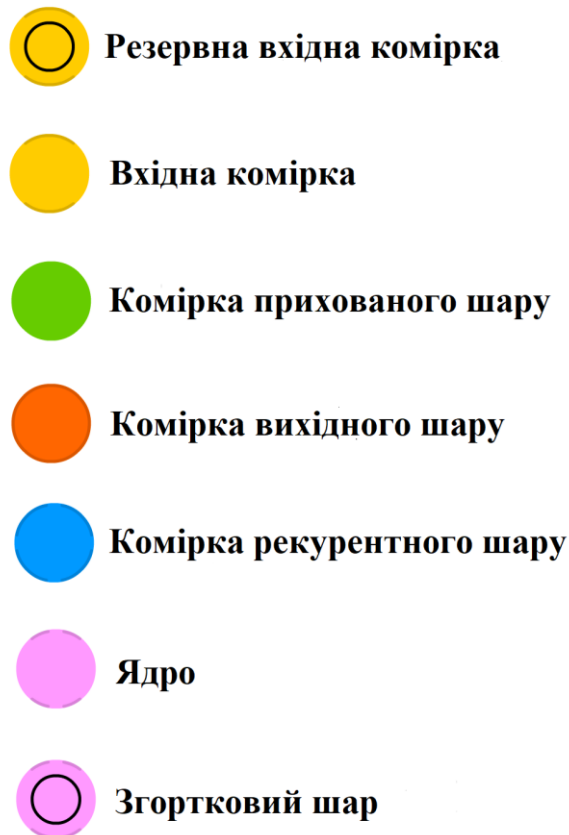 Резервна вхідна комірка
Вхідна комірка
Комірка прихованого шару
Комірка вихідного шару
Комірка рекурентного шару
Ядро
Згортковий шар